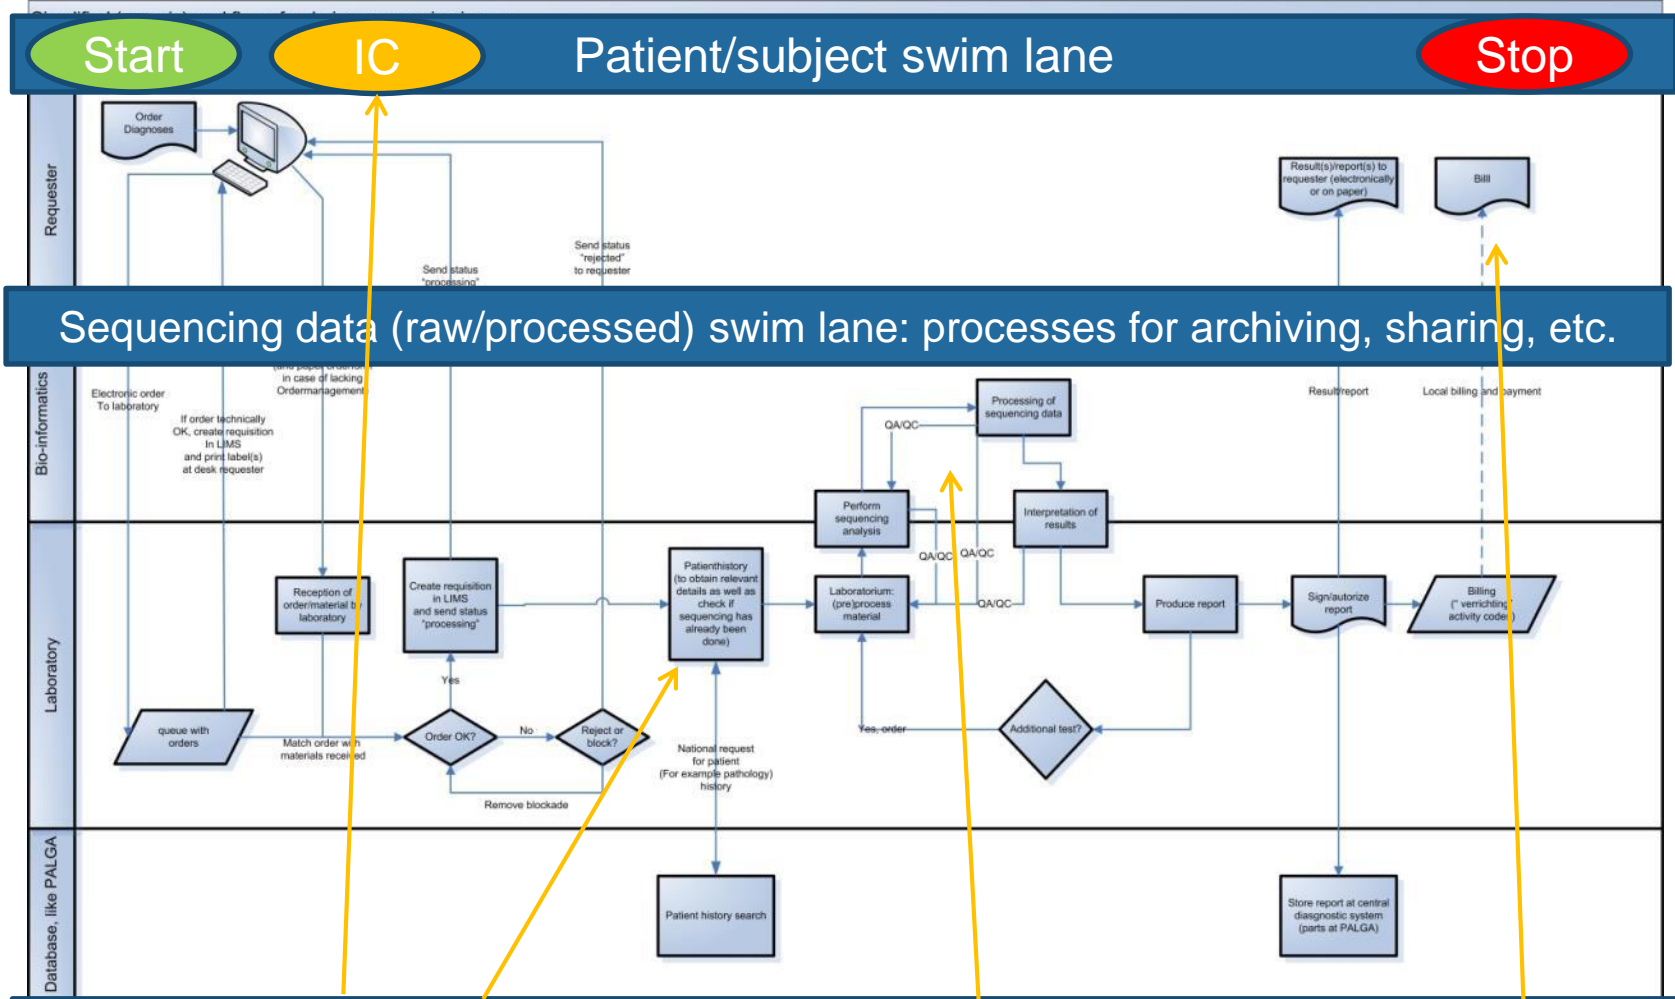 Start
IC
Patient/subject swim lane
Stop
Requester
Order
Diagnoses
Result(s)/report(s) to
requester (electronically
or on paper)
Billl
Send status
"rejected"
to requester
Send status
"processing"
Sequencing data (raw/processed) swim lane: processes for archiving, sharing, etc.
Bio-informatics
in case of lacking
Ordermanagement)
Electronic order
To laboratory
If order technically
OK, create requisition
In LIMS
and print label(s)
at desk requester
Processing of
sequencing data
QA/QC
Result/report
Local billing and payment
Perform
sequencing
analysis
Interpretation of
results
QA/QC
QA/QC
QA/QC
Laboratory
Reception of
order/material by
laboratory
Create requisition
in LIMS
and send status
"processing"
Patienthistory
(to obtain relevant
details as well as
check if
sequencing has
already been
done)
Laboratorium:
(pre)process
material
Produce report
Sign/autorize
report
Billing
(" verrichting"
activity codes)
Yes
queue with
orders
Match order with
materials received
Order OK?
No
Reject or
block?
Remove blockade
National request
for patient
(For example pathology)
history
Yes, order
Additional test?
Database, like PALGA
Patient history search
Store report at central
diasgnostic system
(parts at PALGA)